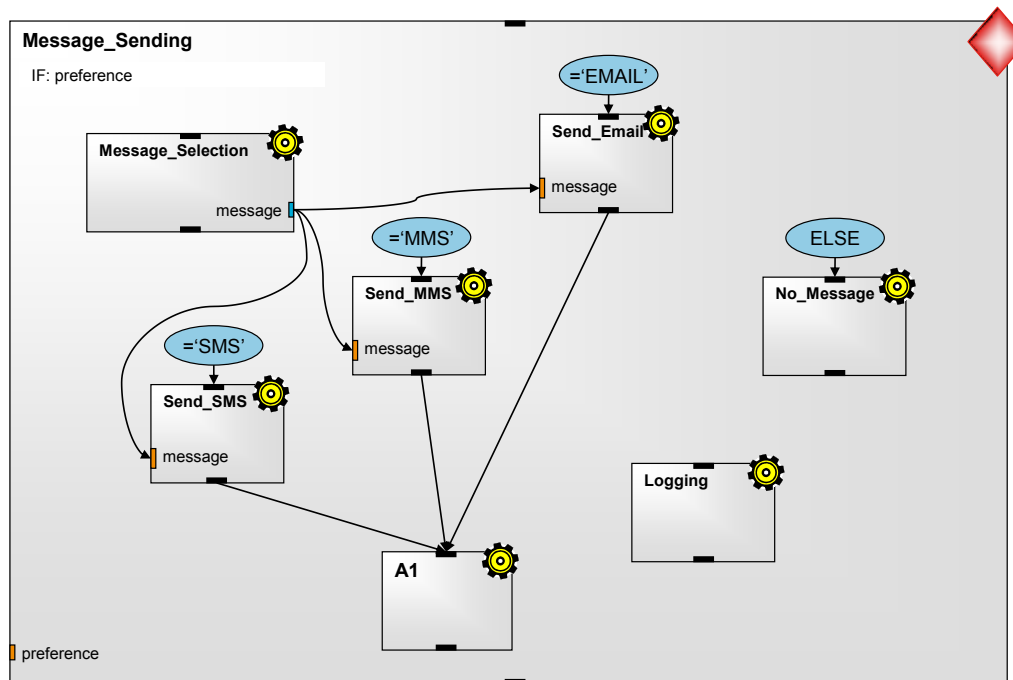 Message_Sending
IF: preference
='EMAIL'
Send_Email
message
Message_Selection
message
='MMS'
Send_MMS
message
ELSE
No_Message
='SMS'
Send_SMS
message
Logging
A1
preference